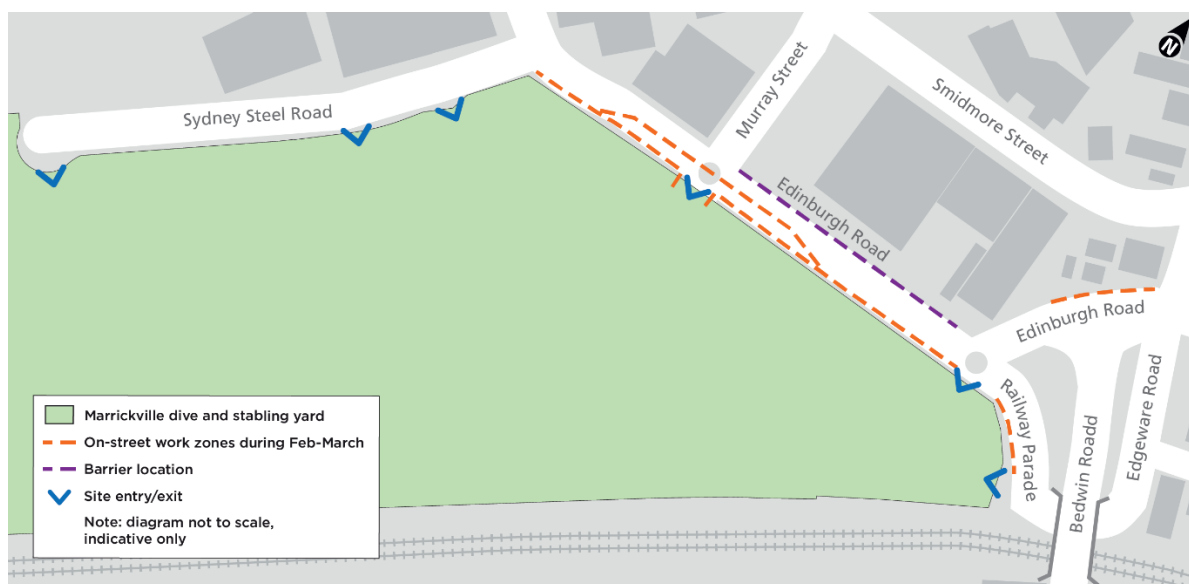 N
Sydney Steel Road
Murray Street
Smidmore Street
Edinburgh Road
Edinburgh Road
Railway Parade
Bedwin Roadd
Edgeware Road
Marrickville dive and stabling yard
On-street work zones during Feb-March
Barrier location
Site entry/exit
Note: diagram not to scale,
indicative only